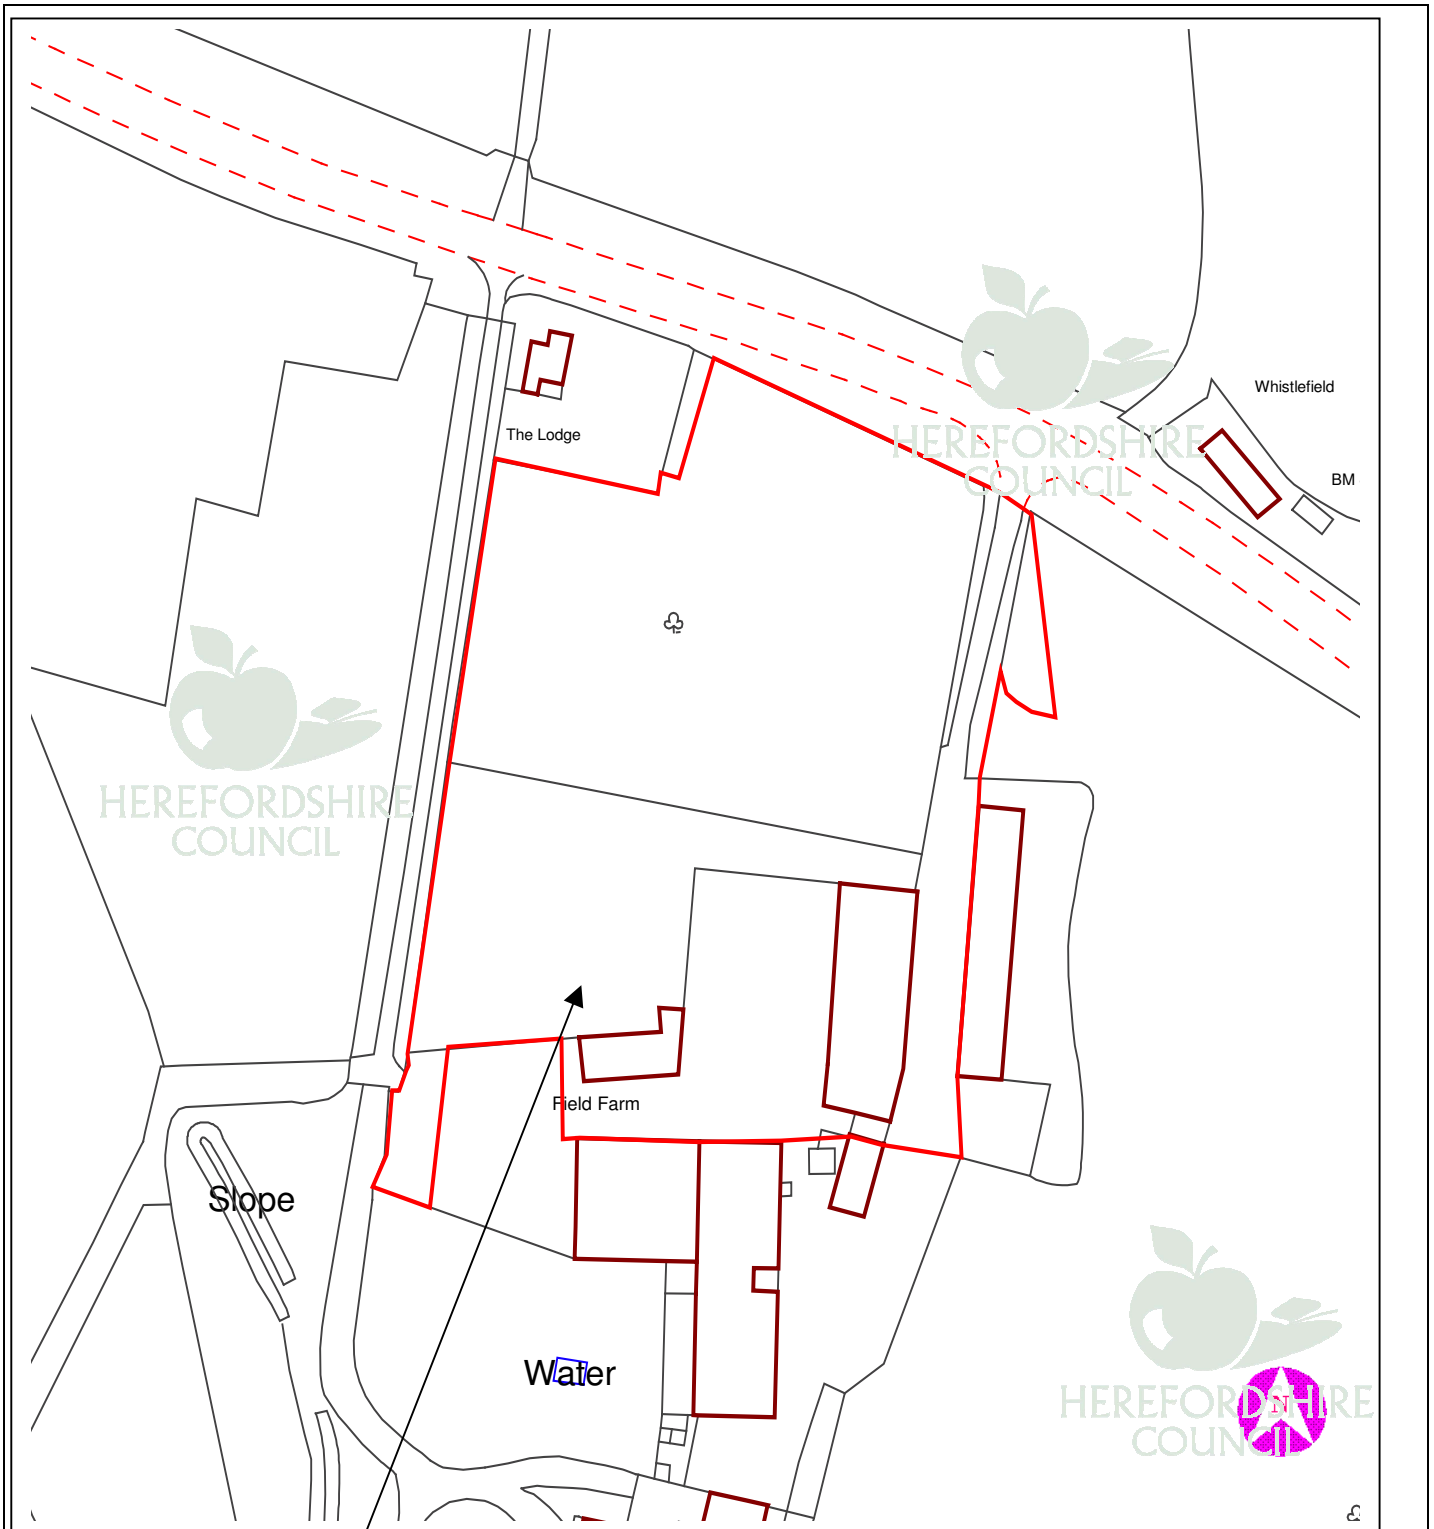 Whistlefield
HEREFORDSHIRE
COUNCIL
The Lodge
BM
HEREFORDSHIRE
COUNCIL
Field Farm
Slope
Water
HEREFORDSHIRE
COUNCIL
N